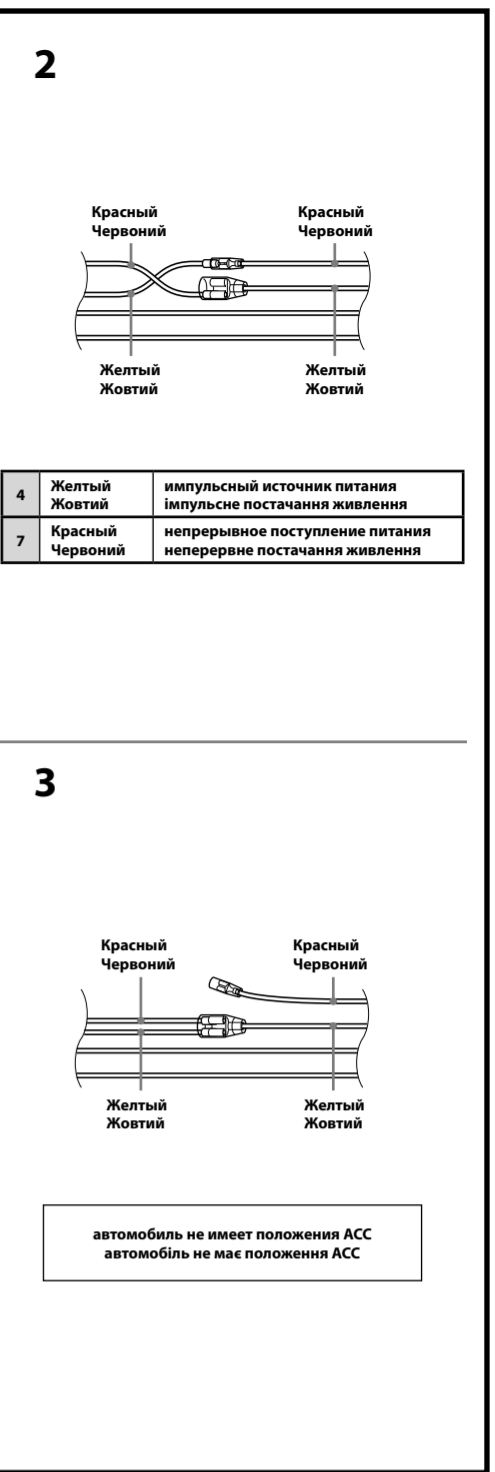 2
Красный
Червоний
Красный
Червоний
Желтый
Жовтий
Желтый
Жовтий
4 Желтый импульсный источник питания
Жовтий імпульсне постачання живлення
7 Красный непрерывное поступление питания
Червоний неперервне постачання живлення
3
Красный
Червоний
Красный
Червоний
Желтый
Жовтий
Желтый
Жовтий
автомобиль не имеет положения ACC
автомобіль не має положення ACC